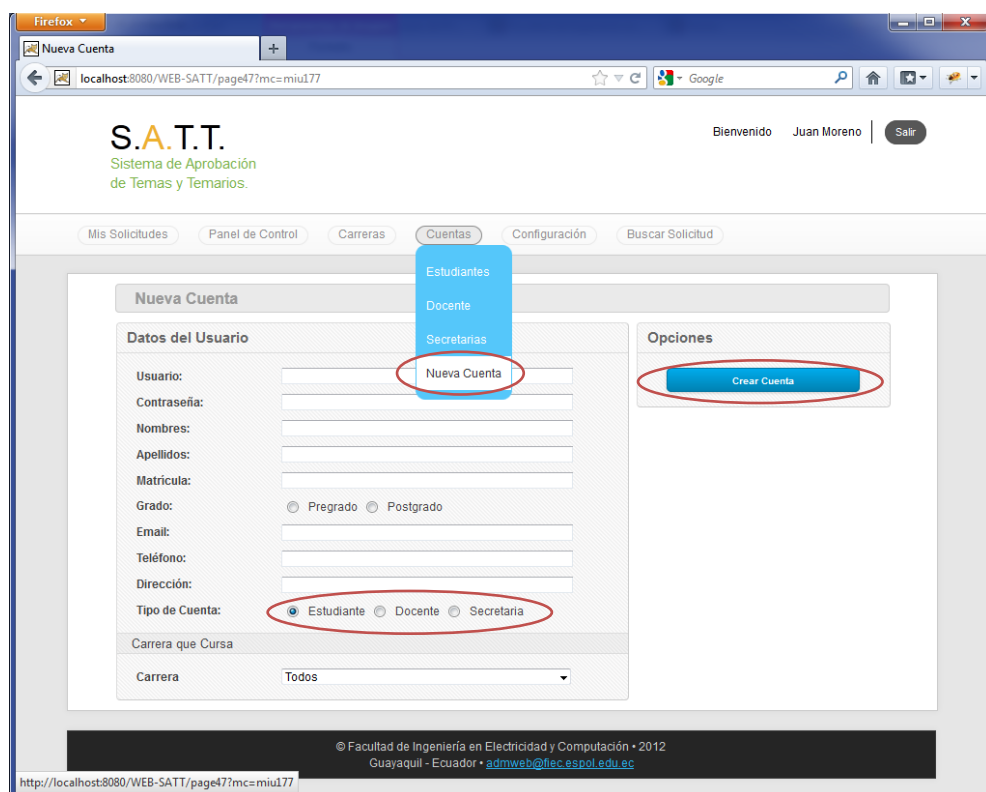 Firefox
Nueva Cuenta
localhost:8080/WEB-SATT/page47?mc=miu177
Google
S.A.T.T.
Sistema de Aprobación
de Temas y Temarios.
Bienvenido Juan Moreno Salir
Mis Solicitudes Panel de Control Carreras Cuentas Configuración Buscar Solicitud
Estudiantes
Docente
Secretarias
Nueva Cuenta
Nueva Cuenta
Datos del Usuario
Usuario:
Contraseña:
Nombres:
Apellidos:
Matrícula:
Grado: Pregrado Postgrado
Email:
Teléfono:
Dirección:
Tipo de Cuenta: Estudiante Docente Secretaria
Carrera que Cursa
Carrera Todos
Opciones
Crear Cuenta
© Facultad de Ingeniería en Electricidad y Computación • 2012
Guayaquil - Ecuador • admweb@fiec.espol.edu.ec
http://localhost:8080/WEB-SATT/page47?mc=miu177